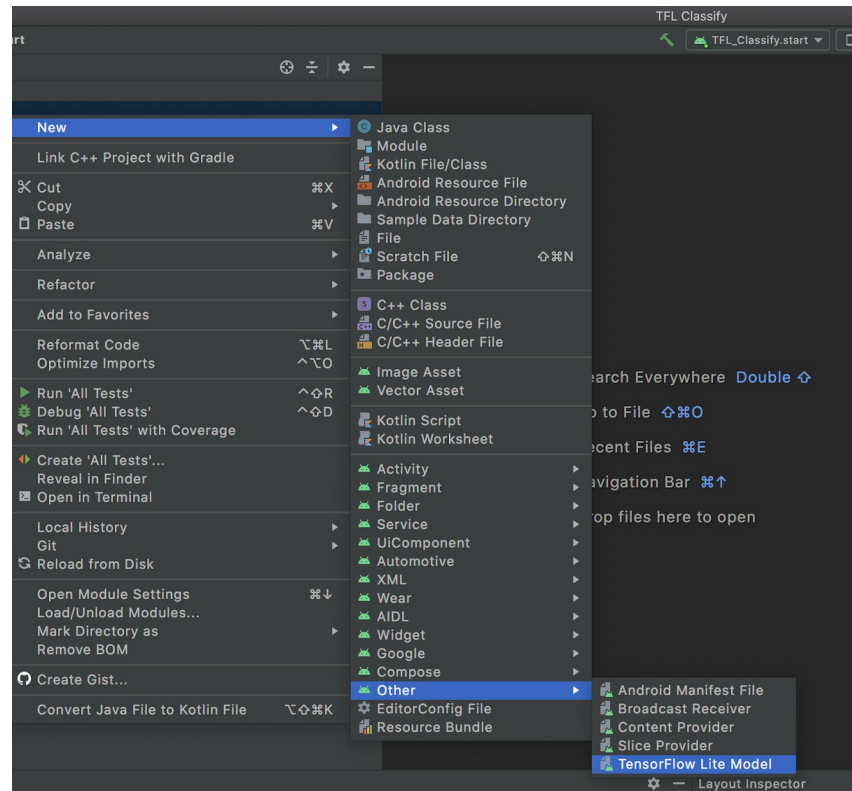 TFL Classify
rt
TFL_Classify.start
New
Link C++ Project with Gradle
Cut ⌘X
Copy
Paste ⌘V
Analyze
Refactor
Add to Favorites
Reformat Code ⌥⌘L
Optimize Imports ^⌥O
Run 'All Tests' ^⇧R
Debug 'All Tests' ^⇧D
Run 'All Tests' with Coverage
Create 'All Tests'...
Reveal in Finder
Open in Terminal
Local History
Git
Reload from Disk
Open Module Settings ⌘↓
Load/Unload Modules...
Mark Directory as
Remove BOM
Create Gist...
Convert Java File to Kotlin File ⌥⇧⌘K
Java Class
Module
Kotlin File/Class
Android Resource File
Android Resource Directory
Sample Data Directory
File
Scratch File ⇧⌘N
Package
C++ Class
C/C++ Source File
C/C++ Header File
Image Asset
Vector Asset
Kotlin Script
Kotlin Worksheet
Activity
Fragment
Folder
Service
UiComponent
Automotive
XML
Wear
AIDL
Widget
Google
Compose
Other
EditorConfig File
Resource Bundle
Android Manifest File
Broadcast Receiver
Content Provider
Slice Provider
TensorFlow Lite Model
earch Everywhere Double ⇧
o to File ⇧⌘O
ecent Files ⌘E
avigation Bar ⌘↑
rop files here to open
Layout Inspector